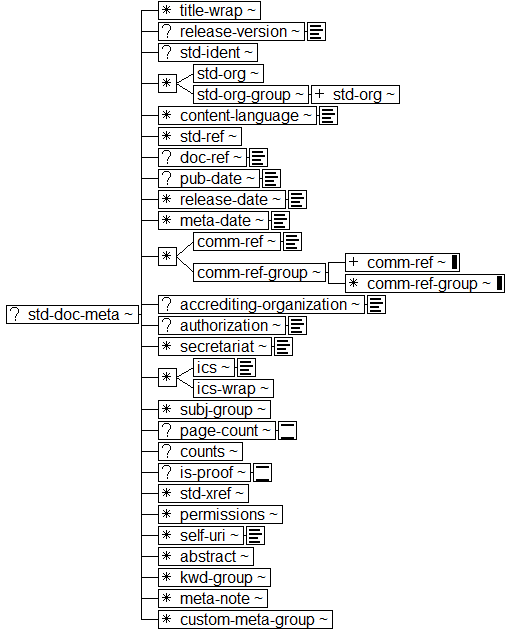 * title-wrap ~
? release-version ~
? std-ident ~
* std-org ~
std-org-group ~ + std-org ~
* content-language ~
* std-ref ~
? doc-ref ~
? pub-date ~
* release-date ~
* meta-date ~
* comm-ref ~
comm-ref-group ~ + comm-ref ~
* comm-ref-group ~
? std-doc-meta ~
? accrediting-organization ~
? authorization ~
* secretariat ~
* ics ~
ics-wrap ~
* subj-group ~
? page-count ~
? counts ~
? is-proof ~
* std-xref ~
* permissions ~
* self-uri ~
* abstract ~
* kwd-group ~
* meta-note ~
* custom-meta-group ~